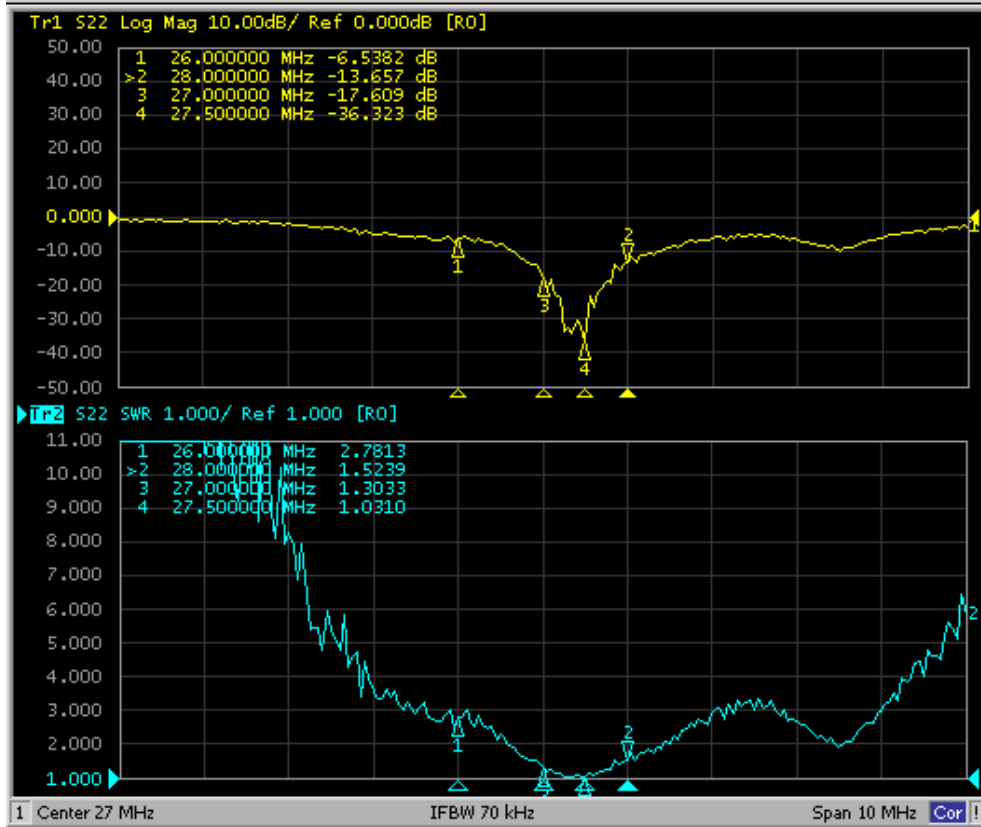 Tr1 S22 Log Mag 10.00dB/ Ref 0.000dB [RO]
50.00
40.00
30.00
20.00
10.00
0.000
-10.00
-20.00
-30.00
-40.00
-50.00
1 26.000000 MHz -6.5382 dB
>2 28.000000 MHz -13.657 dB
3 27.000000 MHz -17.609 dB
4 27.500000 MHz -36.323 dB
1
3
4
2
1
Tr2 S22 SWR 1.000/ Ref 1.000 [RO]
11.00
10.00
9.000
8.000
7.000
6.000
5.000
4.000
3.000
2.000
1.000
1 26.000000 MHz 2.7813
>2 28.000000 MHz 1.5239
3 27.000000 MHz 1.3033
4 27.500000 MHz 1.0310
1
2
2
1 Center 27 MHz IFBW 70 kHz Span 10 MHz Cor !